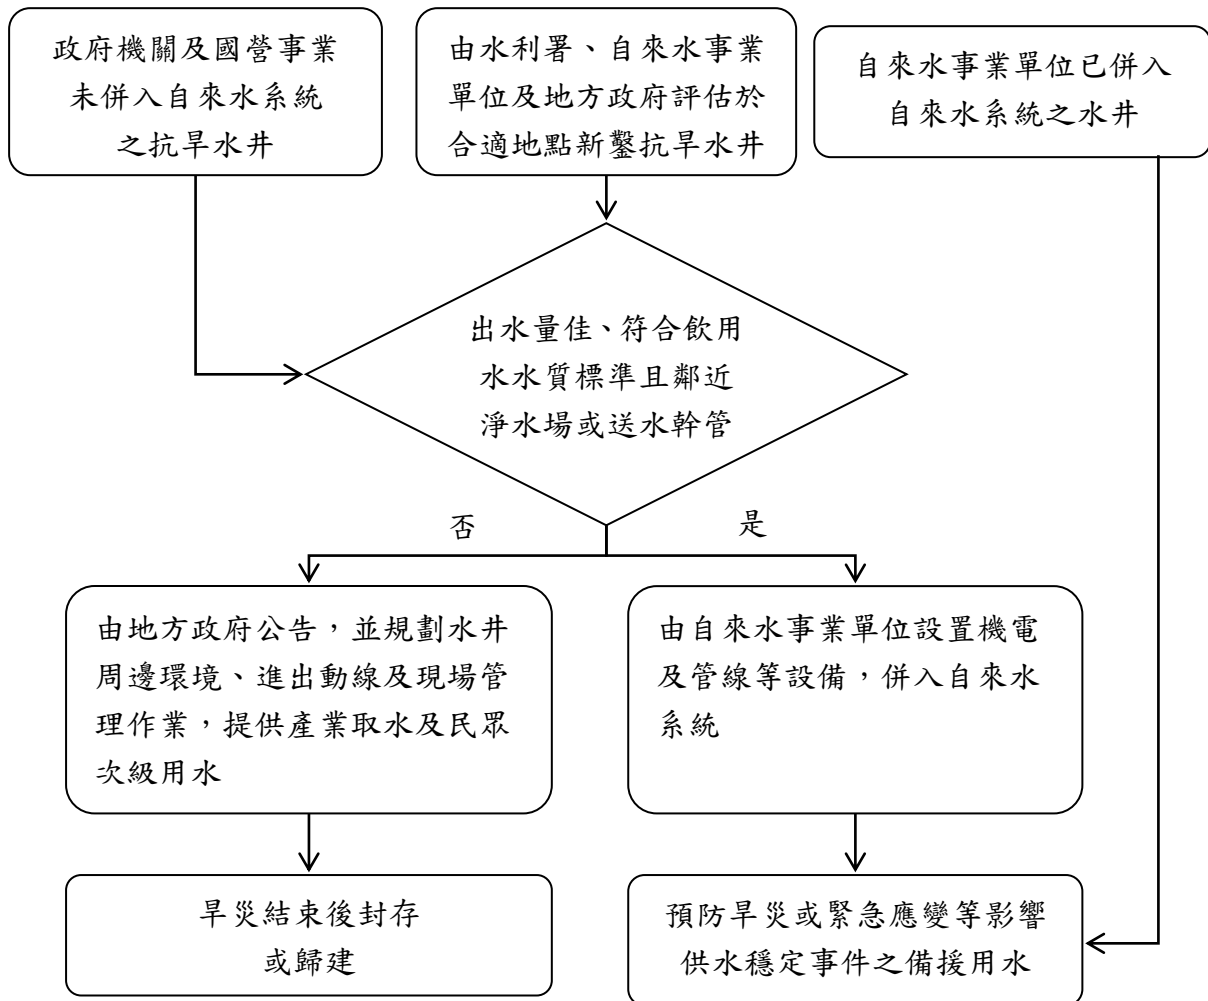 政府機關及國營事業
未併入自來水系統
之抗旱水井
由水利署、自來水事業
單位及地方政府評估於
合適地點新鑿抗旱水井
自來水事業單位已併入
自來水系統之水井
出水量佳、符合飲用
水水質標準且鄰近
淨水場或送水幹管
否
是
由地方政府公告，並規劃水井
周邊環境、進出動線及現場管
理作業，提供產業取水及民眾
次級用水
由自來水事業單位設置機電
及管線等設備，併入自來水
系統
旱災結束後封存
或歸建
預防旱災或緊急應變等影響
供水穩定事件之備援用水